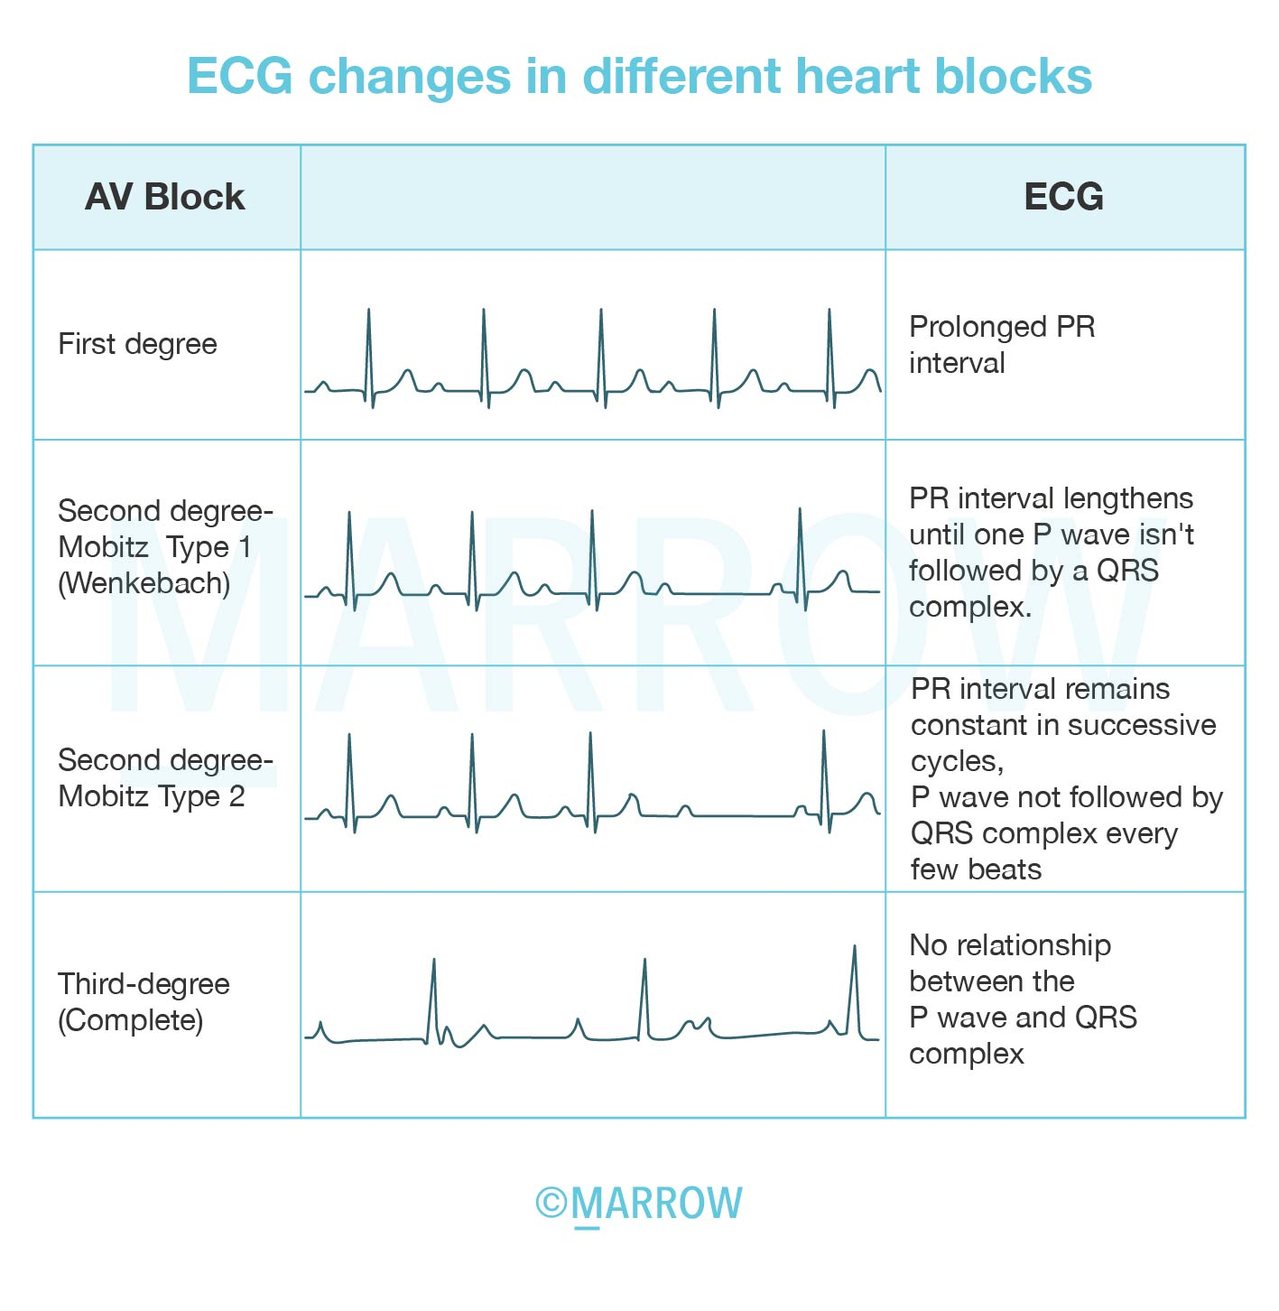 ECG changes in different heart blocks
AV Block
ECG
First degree
Prolonged PR
interval
Second degree-
Mobitz  Type 1
(Wenkebach)
PR interval lengthens
until one P wave isn't
followed by a QRS
complex.
Second degree-
Mobitz Type 2
PR interval remains
constant in successive
cycles,
P wave not followed by
QRS complex every
few beats
Third-degree
(Complete)
No relationship
between the
P wave and QRS
complex
MARROW
©MARROW